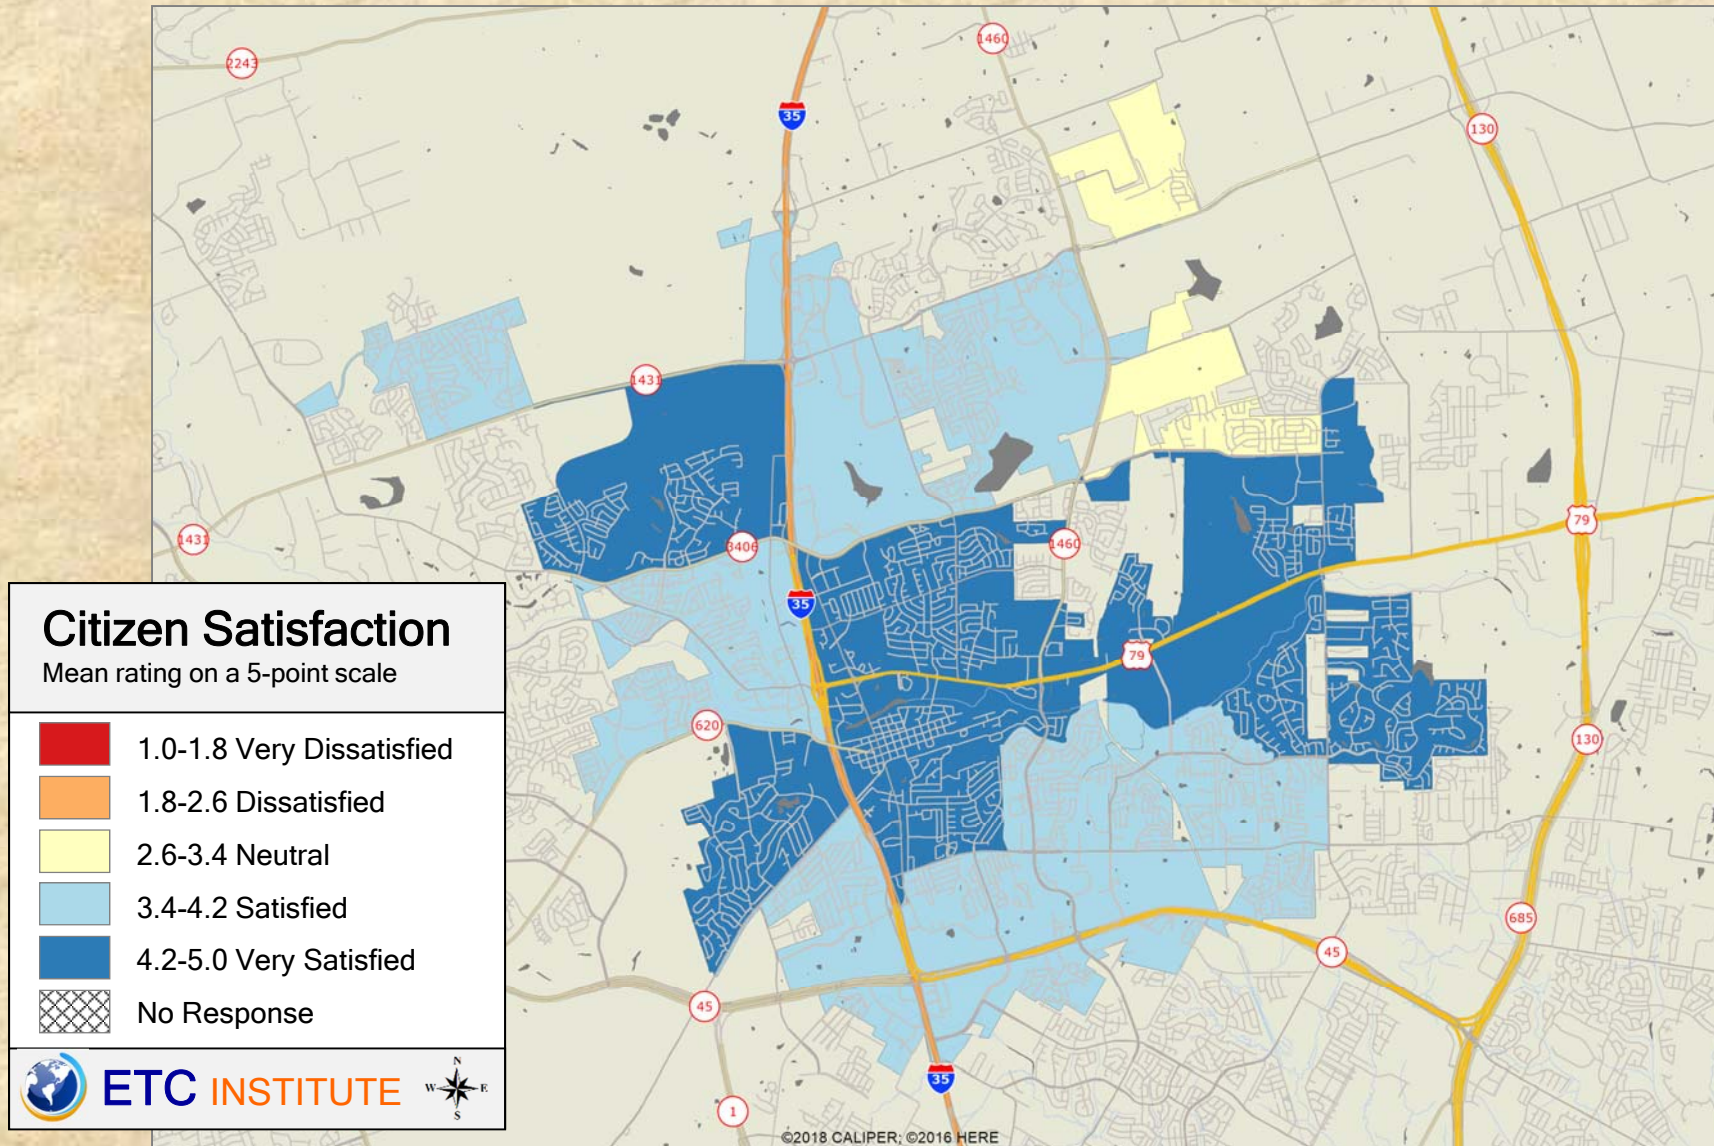 2243
1460
35
130
1431
1431
3406
1460
79
35
79
620
130
685
45
45
35
1
Citizen Satisfaction
Mean rating on a 5-point scale
1.0-1.8 Very Dissatisfied
1.8-2.6 Dissatisfied
2.6-3.4 Neutral
3.4-4.2 Satisfied
4.2-5.0 Very Satisfied
No Response
ETC INSTITUTE
N
W E
S
©2018 CALIPER; ©2016 HERE